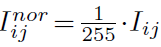 $I_{ij}^{nor} = \frac{1}{255} \cdot I_{ij}$